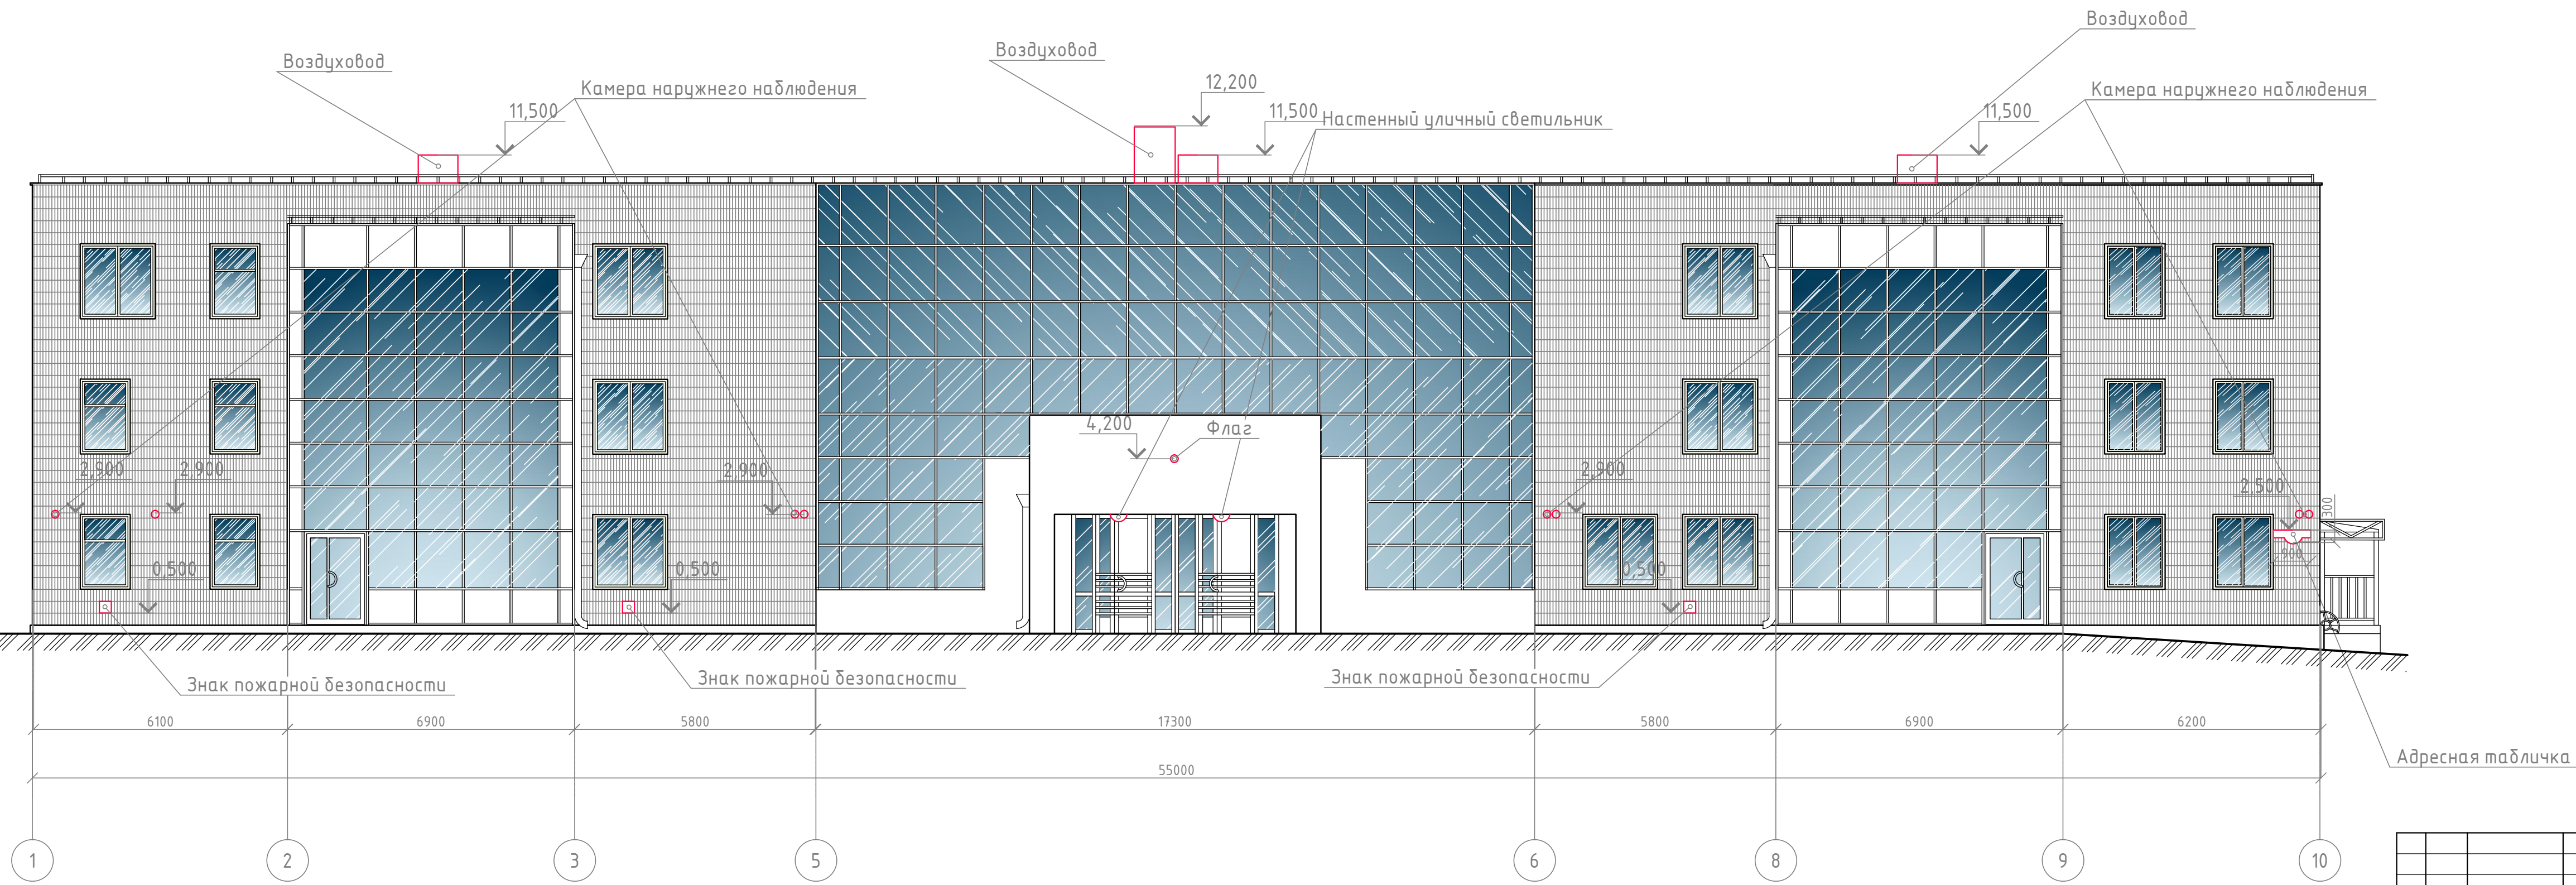 Воздуховод
Воздуховод
Воздуховод
12,200
Камера наружнего наблюдения
Камера наружнего наблюдения
11,500
11,500
Настенный уличный светильник
11,500
4,200
Флаг
2,900
2,900
2,900
2,900
2,500
300
900
0,500
0,500
0,500
Знак пожарной безопасности
Знак пожарной безопасности
Знак пожарной безопасности
6100
6900
5800
17300
5800
6900
6200
Адресная табличка
55000
1
2
3
5
6
8
9
10